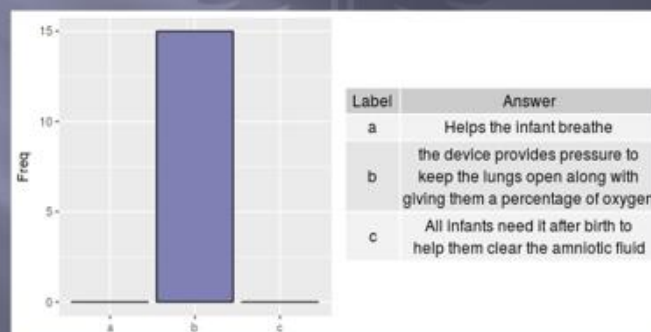 15
10
5
0
Freq
a
b
c
Label Answer
a Helps the infant breathe
the device provides pressure to
b keep the lungs open along with
giving them a percentage of oxygen
c All infants need it after birth to
help them clear the amniotic fluid